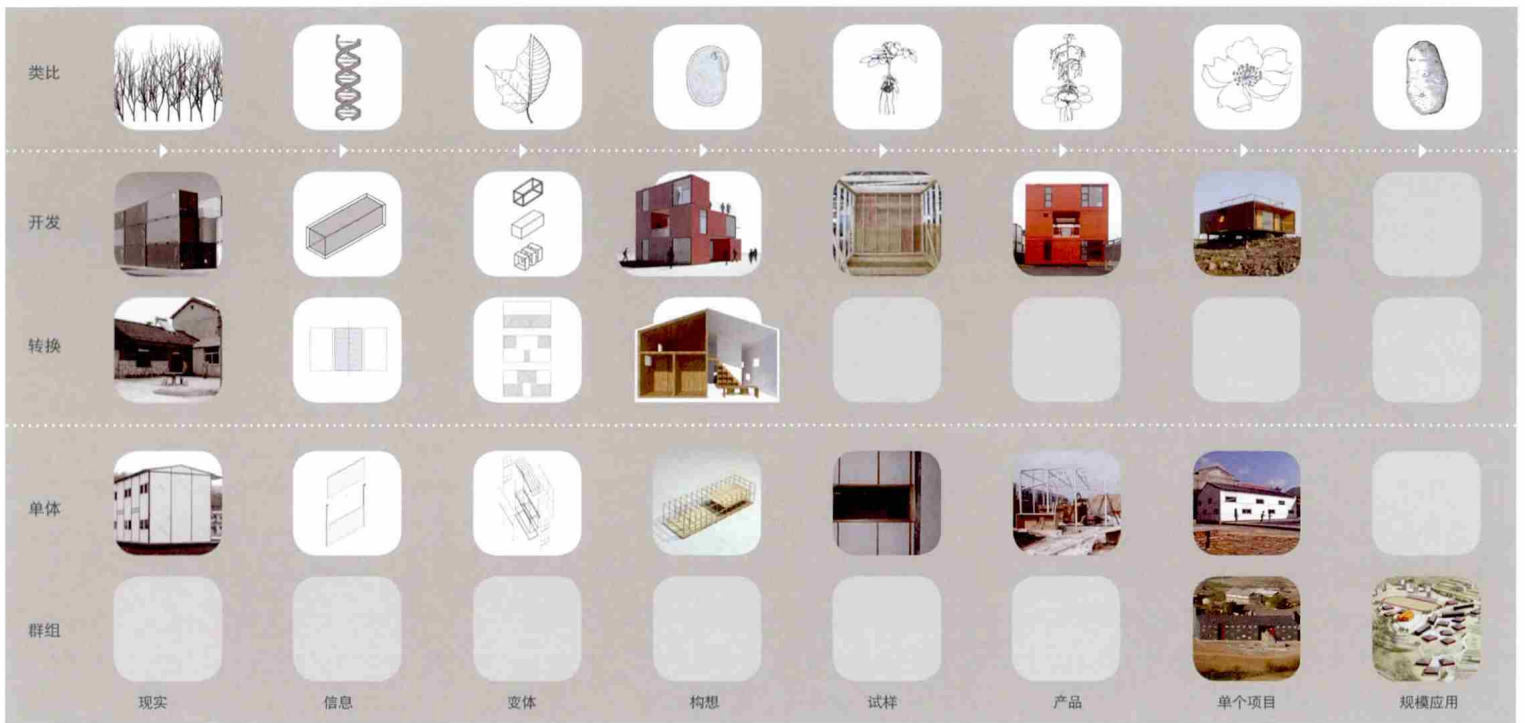 类比
开发
转换
单体
群组
现实 信息 变体 构想 试样 产品 单个项目 规模应用